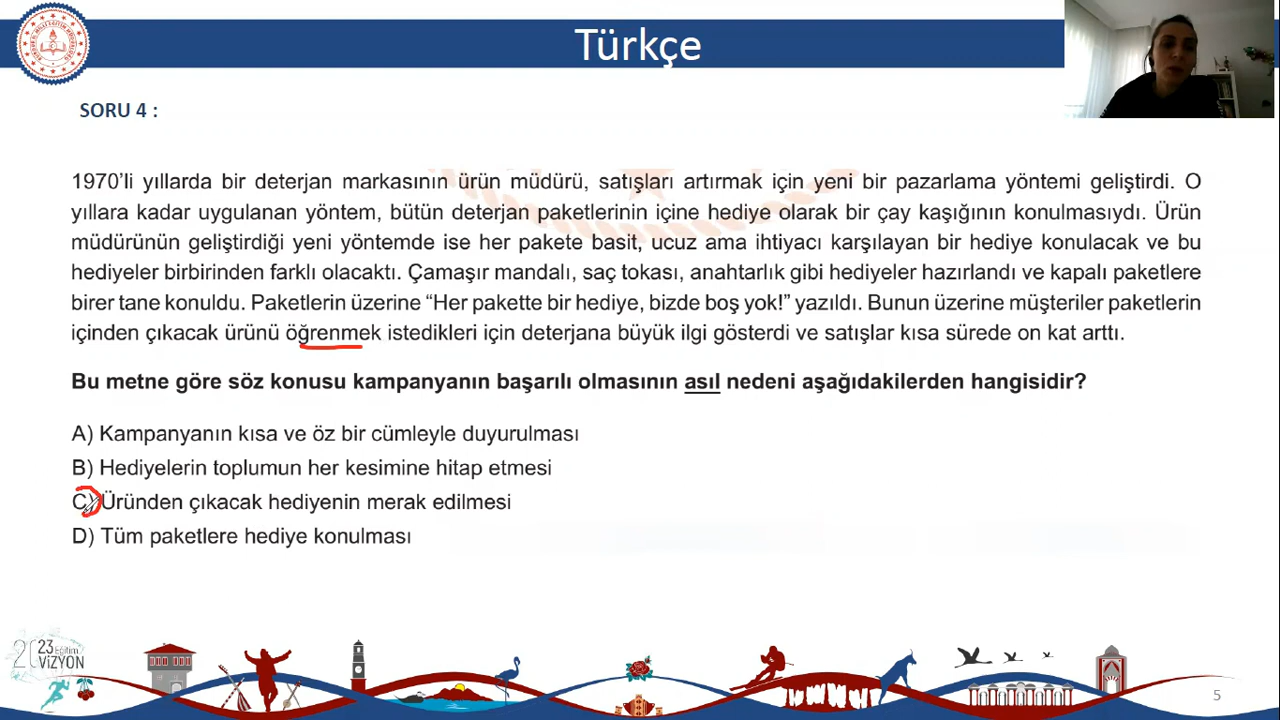 Türkçe
SORU 4 :
1970’li yıllarda bir deterjan markasının ürün müdürü, satışları artırmak için yeni bir pazarlama yöntemi geliştirdi. O
yıllara kadar uygulanan yöntem, bütün deterjan paketlerinin içine hediye olarak bir çay kaşığının konulmasıydı. Ürün
müdürünün geliştirdiği yeni yöntemde ise her pakete basit, ucuz ama ihtiyacı karşılayan bir hediye konulacak ve bu
hediyeler birbirinden farklı olacaktı. Çamaşır mandalı, saç tokası, anahtarlık gibi hediyeler hazırlandı ve kapalı paketlere
birer tane konuldu. Paketlerin üzerine “Her pakette bir hediye, bizde boş yok!” yazıldı. Bunun üzerine müşteriler paketlerin
içinden çıkacak ürünü öğrenmek istedikleri için deterjana büyük ilgi gösterdi ve satışlar kısa sürede on kat arttı.
Bu metne göre söz konusu kampanyanın başarılı olmasının asıl nedeni aşağıdakilerden hangisidir?
A) Kampanyanın kısa ve öz bir cümleyle duyurulması
B) Hediyelerin toplumun her kesimine hitap etmesi
C) Üründen çıkacak hediyenin merak edilmesi
D) Tüm paketlere hediye konulması
2023 Eğitim
VİZYON
5